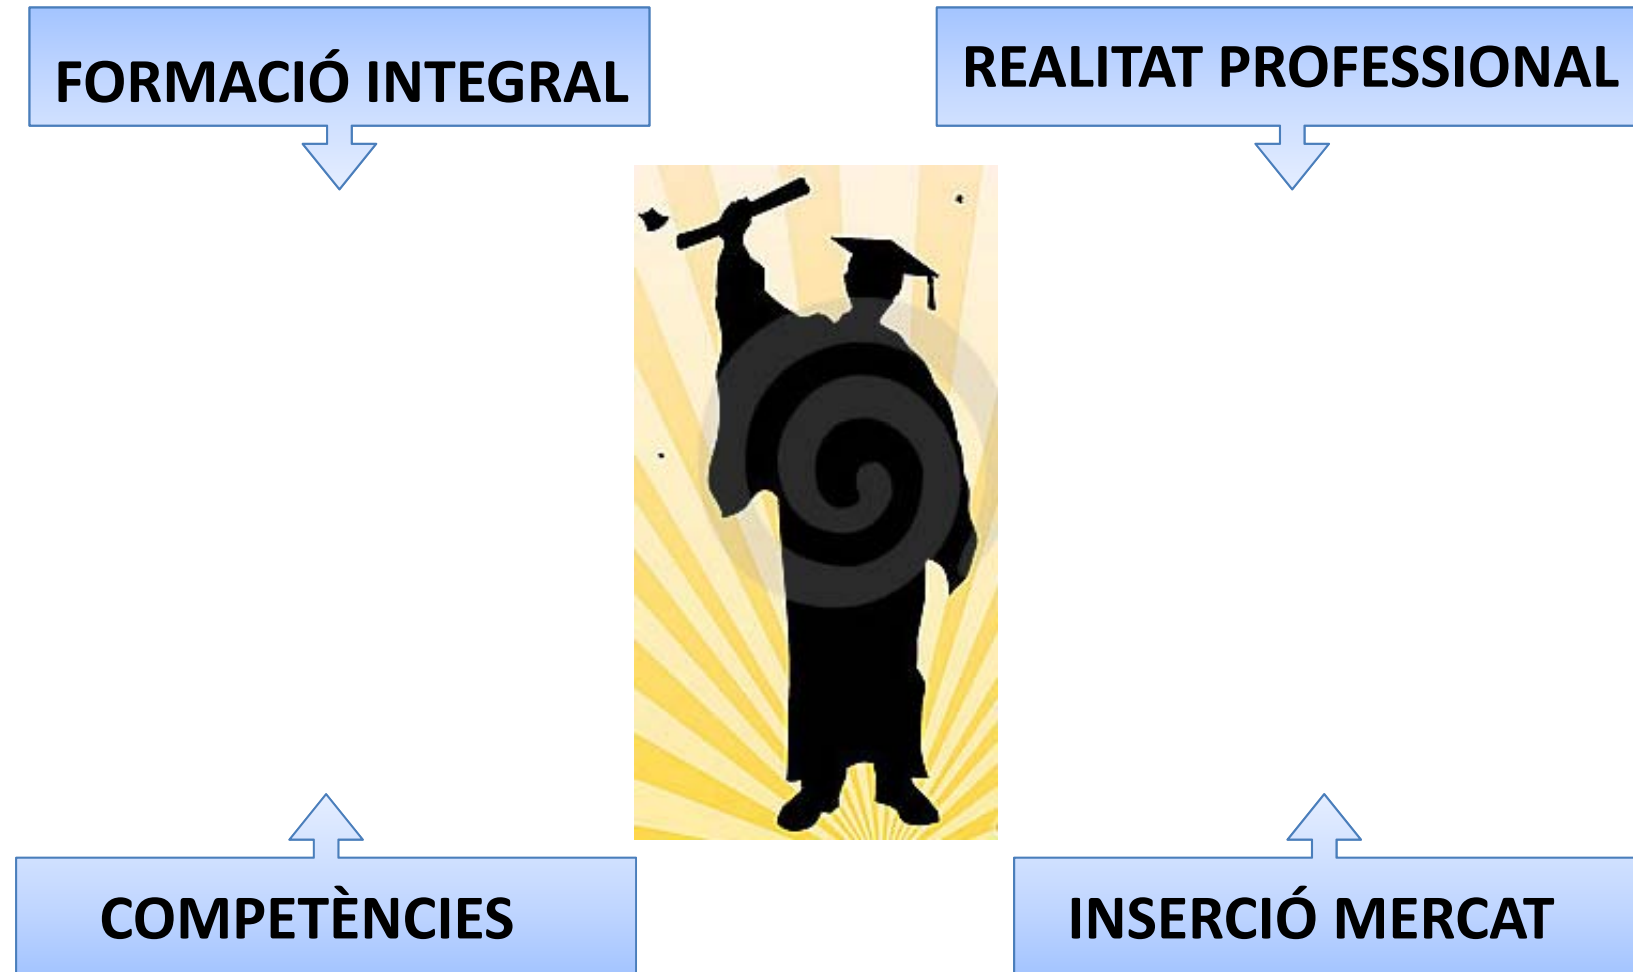 FORMACIÓ INTEGRAL
REALITAT PROFESSIONAL
COMPETÈNCIES
INSERCIÓ MERCAT